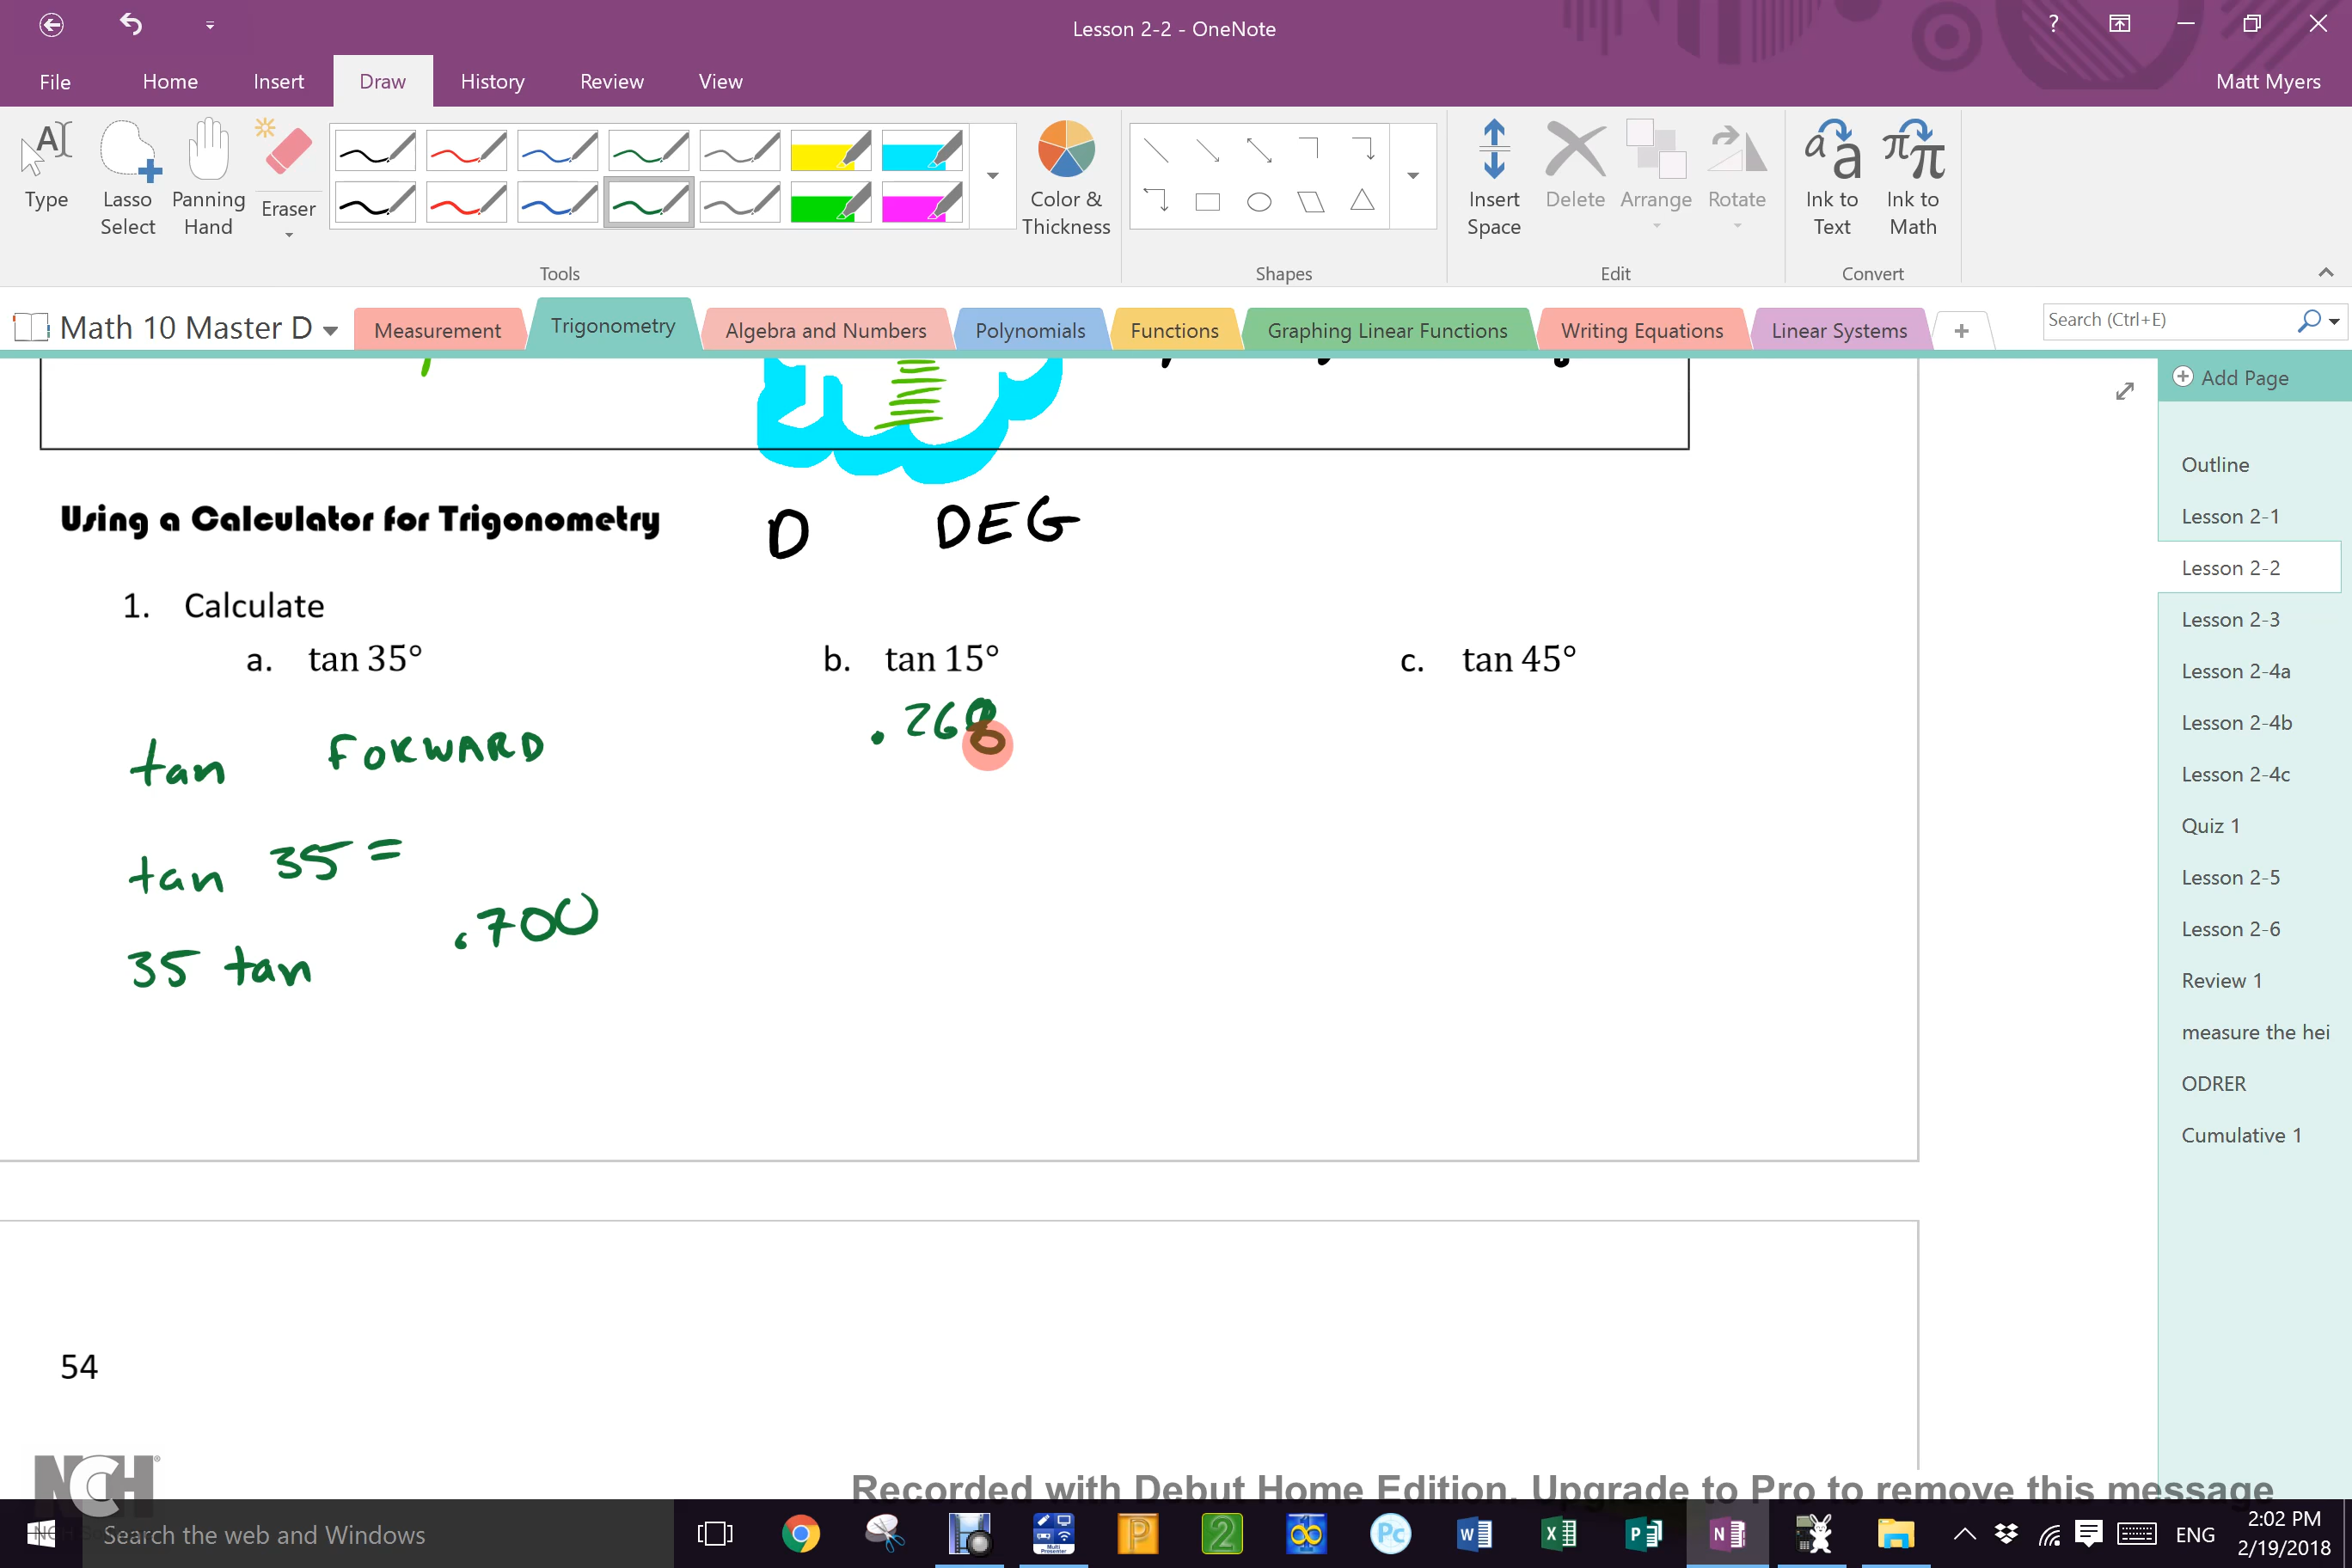 Lesson 2-2 - OneNote
?
File Home Insert Draw History Review View Matt Myers
Type Lasso Select Panning Hand Eraser Color & Thickness Insert Space Delete Arrange Rotate Ink to Text Ink to Math
Tools Shapes Edit Convert
Math 10 Master D Measurement Trigonometry Algebra and Numbers Polynomials Functions Graphing Linear Functions Writing Equations Linear Systems + Search (Ctrl+E)
Add Page
Outline
Lesson 2-1
Lesson 2-2
Lesson 2-3
Lesson 2-4a
Lesson 2-4b
Lesson 2-4c
Quiz 1
Lesson 2-5
Lesson 2-6
Review 1
measure the hei
ODRER
Cumulative 1
Using a Calculator for Trigonometry D DEG
1. Calculate
a. tan 35° b. tan 15° c. tan 45°
.268
tan FORWARD
tan 35 =
.700
35 tan
54
NCH
Recorded with Debut Home Edition. Upgrade to Pro to remove this message
Search the web and Windows
ENG 2:02 PM
2/19/2018